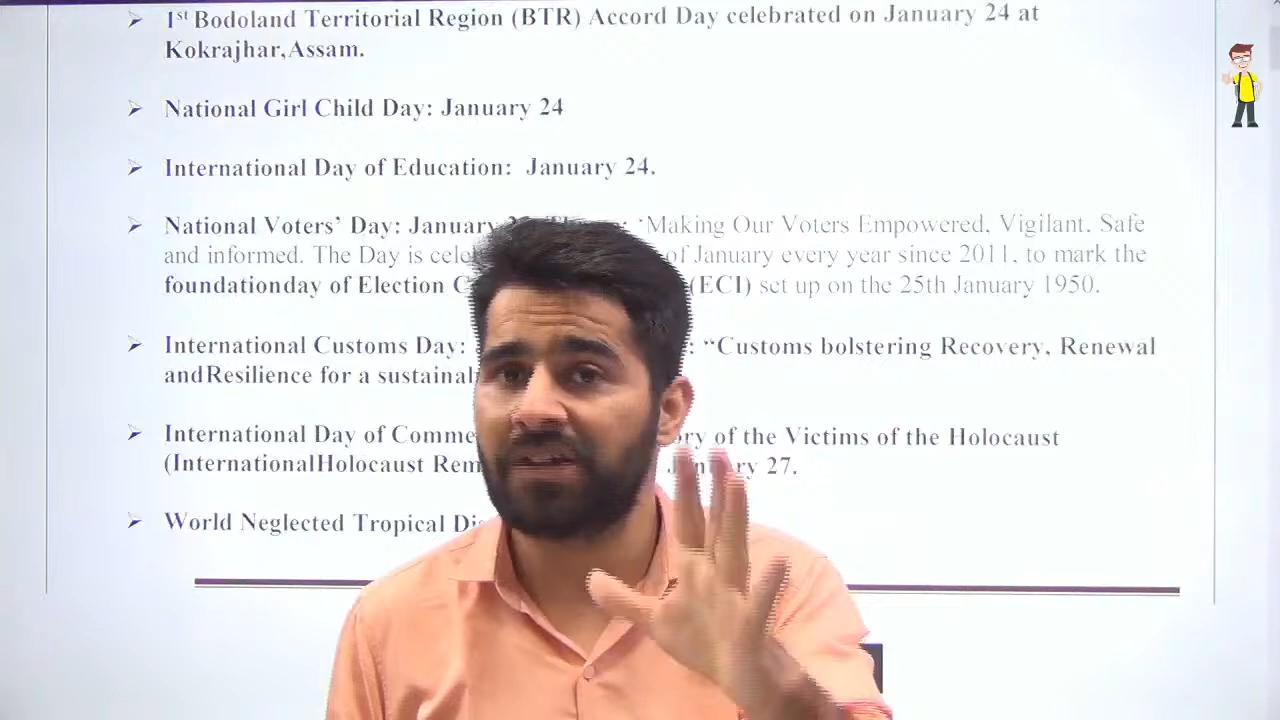 1st Bodoland Territorial Region (BTR) Accord Day celebrated on January 24 at
Kokrajhar,Assam.
National Girl Child Day: January 24
International Day of Education: January 24.
National Voters’ Day: January : ‘Making Our Voters Empowered, Vigilant, Safe
and informed. The Day is of January every year since 2011, to mark the
foundationday of Election (ECI) set up on the 25th January 1950.
International Customs Day: : “Customs bolstering Recovery, Renewal
andResilience for a
International Day of of the Victims of the Holocaust
(InternationalHolocaust 27.
World Neglected Tropical